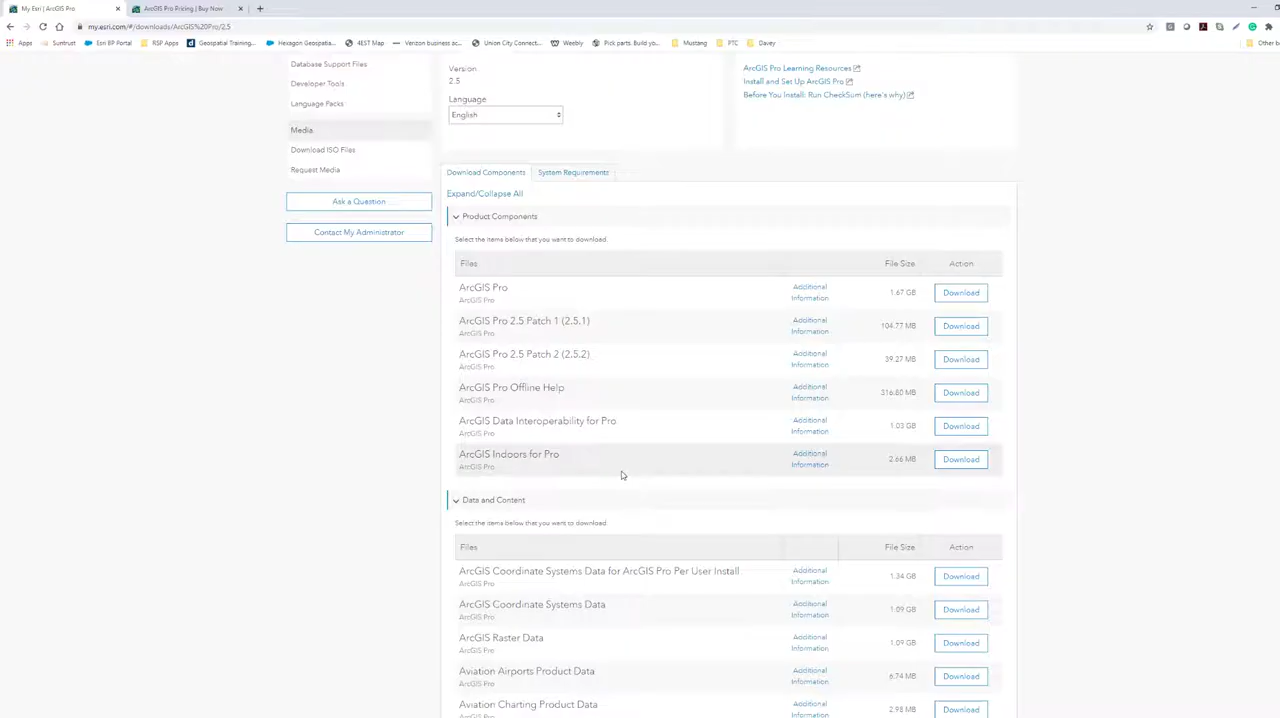 My Esri | ArcGIS Pro
ArcGIS Pro Pricing | Buy Now
my.esri.com/#/downloads/ArcGIS%20Pro/2.5
Apps
Suntrust
Esri BP Portal
RSP Apps
Geospatial Training...
Hexagon Geospatia...
4EST Map
Verizon business ac...
Union City Connect...
Weebly
Pick parts. Build yo...
Mustang
PTC
Davey
Other b
Database Support Files
Developer Tools
Language Packs
Media
Download ISO Files
Request Media
Ask a Question
Contact My Administrator
Version
2.5
Language
English
ArcGIS Pro Learning Resources
Install and Set Up ArcGIS Pro
Before You Install: Run CheckSum (here's why)
Download Components
System Requirements
Expand/Collapse All
Product Components
Select the items below that you want to download.
Files File Size Action
ArcGIS Pro
ArcGIS Pro
Additional
Information
1.67 GB
Download
ArcGIS Pro 2.5 Patch 1 (2.5.1)
ArcGIS Pro
Additional
Information
104.77 MB
Download
ArcGIS Pro 2.5 Patch 2 (2.5.2)
ArcGIS Pro
Additional
Information
39.27 MB
Download
ArcGIS Pro Offline Help
ArcGIS Pro
Additional
Information
316.80 MB
Download
ArcGIS Data Interoperability for Pro
ArcGIS Pro
Additional
Information
1.03 GB
Download
ArcGIS Indoors for Pro
ArcGIS Pro
Additional
Information
2.66 MB
Download
Data and Content
Select the items below that you want to download.
Files File Size Action
ArcGIS Coordinate Systems Data for ArcGIS Pro Per User Install
ArcGIS Pro
Additional
Information
1.34 GB
Download
ArcGIS Coordinate Systems Data
ArcGIS Pro
Additional
Information
1.09 GB
Download
ArcGIS Raster Data
ArcGIS Pro
Additional
Information
1.09 GB
Download
Aviation Airports Product Data
ArcGIS Pro
Additional
Information
6.74 MB
Download
Aviation Charting Product Data
ArcGIS Pro
Additional
Information
2.98 MB
Download